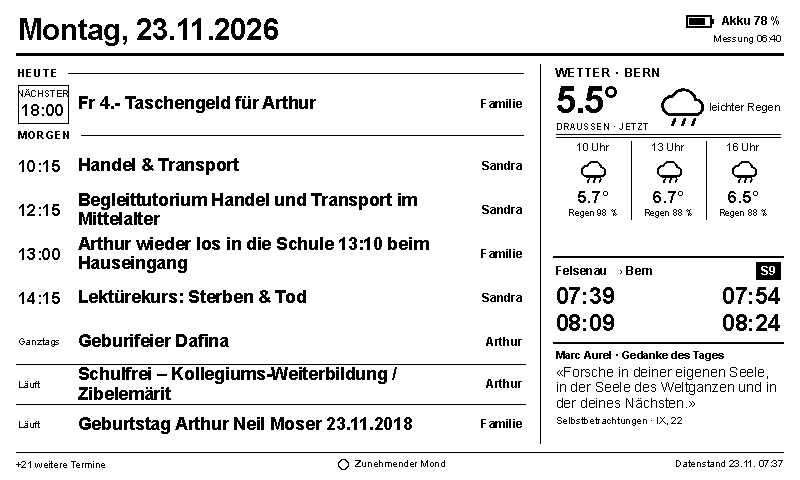 Montag, 23.11.2026
Akku 78 %
Messung 06:40
HEUTE
NÄCHSTER
18:00
Fr 4.- Taschengeld für Arthur
Familie
MORGEN
10:15
Handel & Transport
Sandra
12:15
Begleittutorium Handel und Transport im
Mittelalter
Sandra
13:00
Arthur wieder los in die Schule 13:10 beim
Hauseingang
Familie
14:15
Lektürekurs: Sterben & Tod
Sandra
Ganztags
Geburifeier Dafina
Arthur
Läuft
Schulfrei – Kollegiums-Weiterbildung /
Zibelemärit
Arthur
Läuft
Geburtstag Arthur Neil Moser 23.11.2018
Familie
WETTER · BERN
5.5°
leichter Regen
DRAUSSEN · JETZT
10 Uhr
13 Uhr
16 Uhr
5.7°
6.7°
6.5°
Regen 98 %
Regen 88 %
Regen 88 %
Felsenau › Bern
S9
07:39
07:54
08:09
08:24
Marc Aurel · Gedanke des Tages
«Forsche in deiner eigenen Seele,
in der Seele des Weltganzen und in
der deines Nächsten.»
Selbstbetrachtungen · IX, 22
+21 weitere Termine
Zunehmender Mond
Datenstand 23.11. 07:37